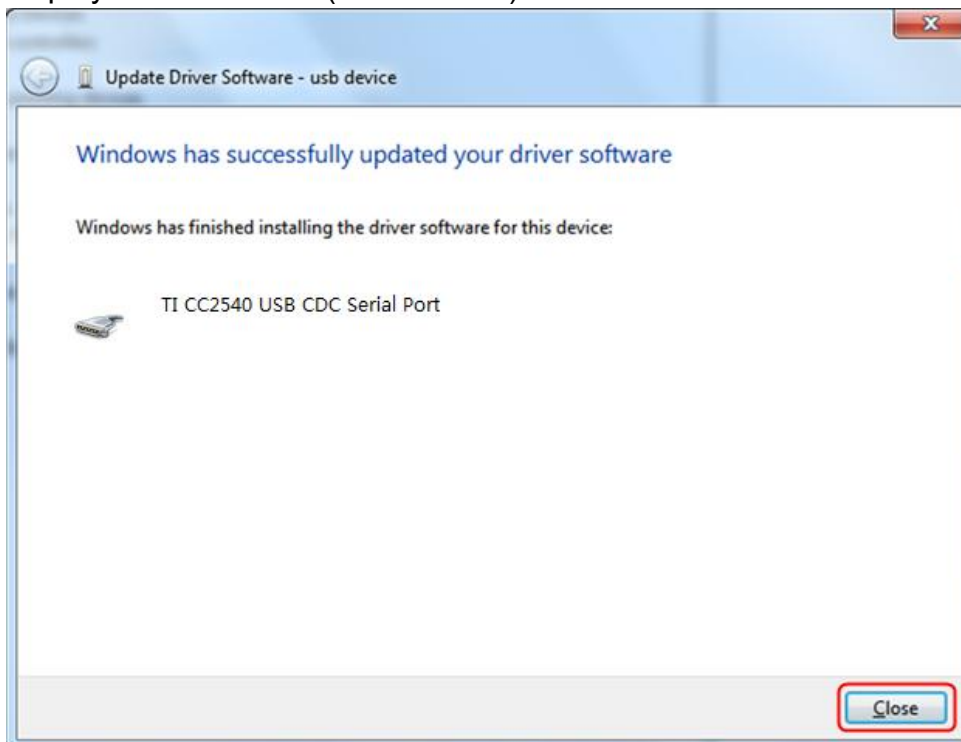 Update Driver Software - usb device
Windows has successfully updated your driver software
Windows has finished installing the driver software for this device:
TI CC2540 USB CDC Serial Port
Close